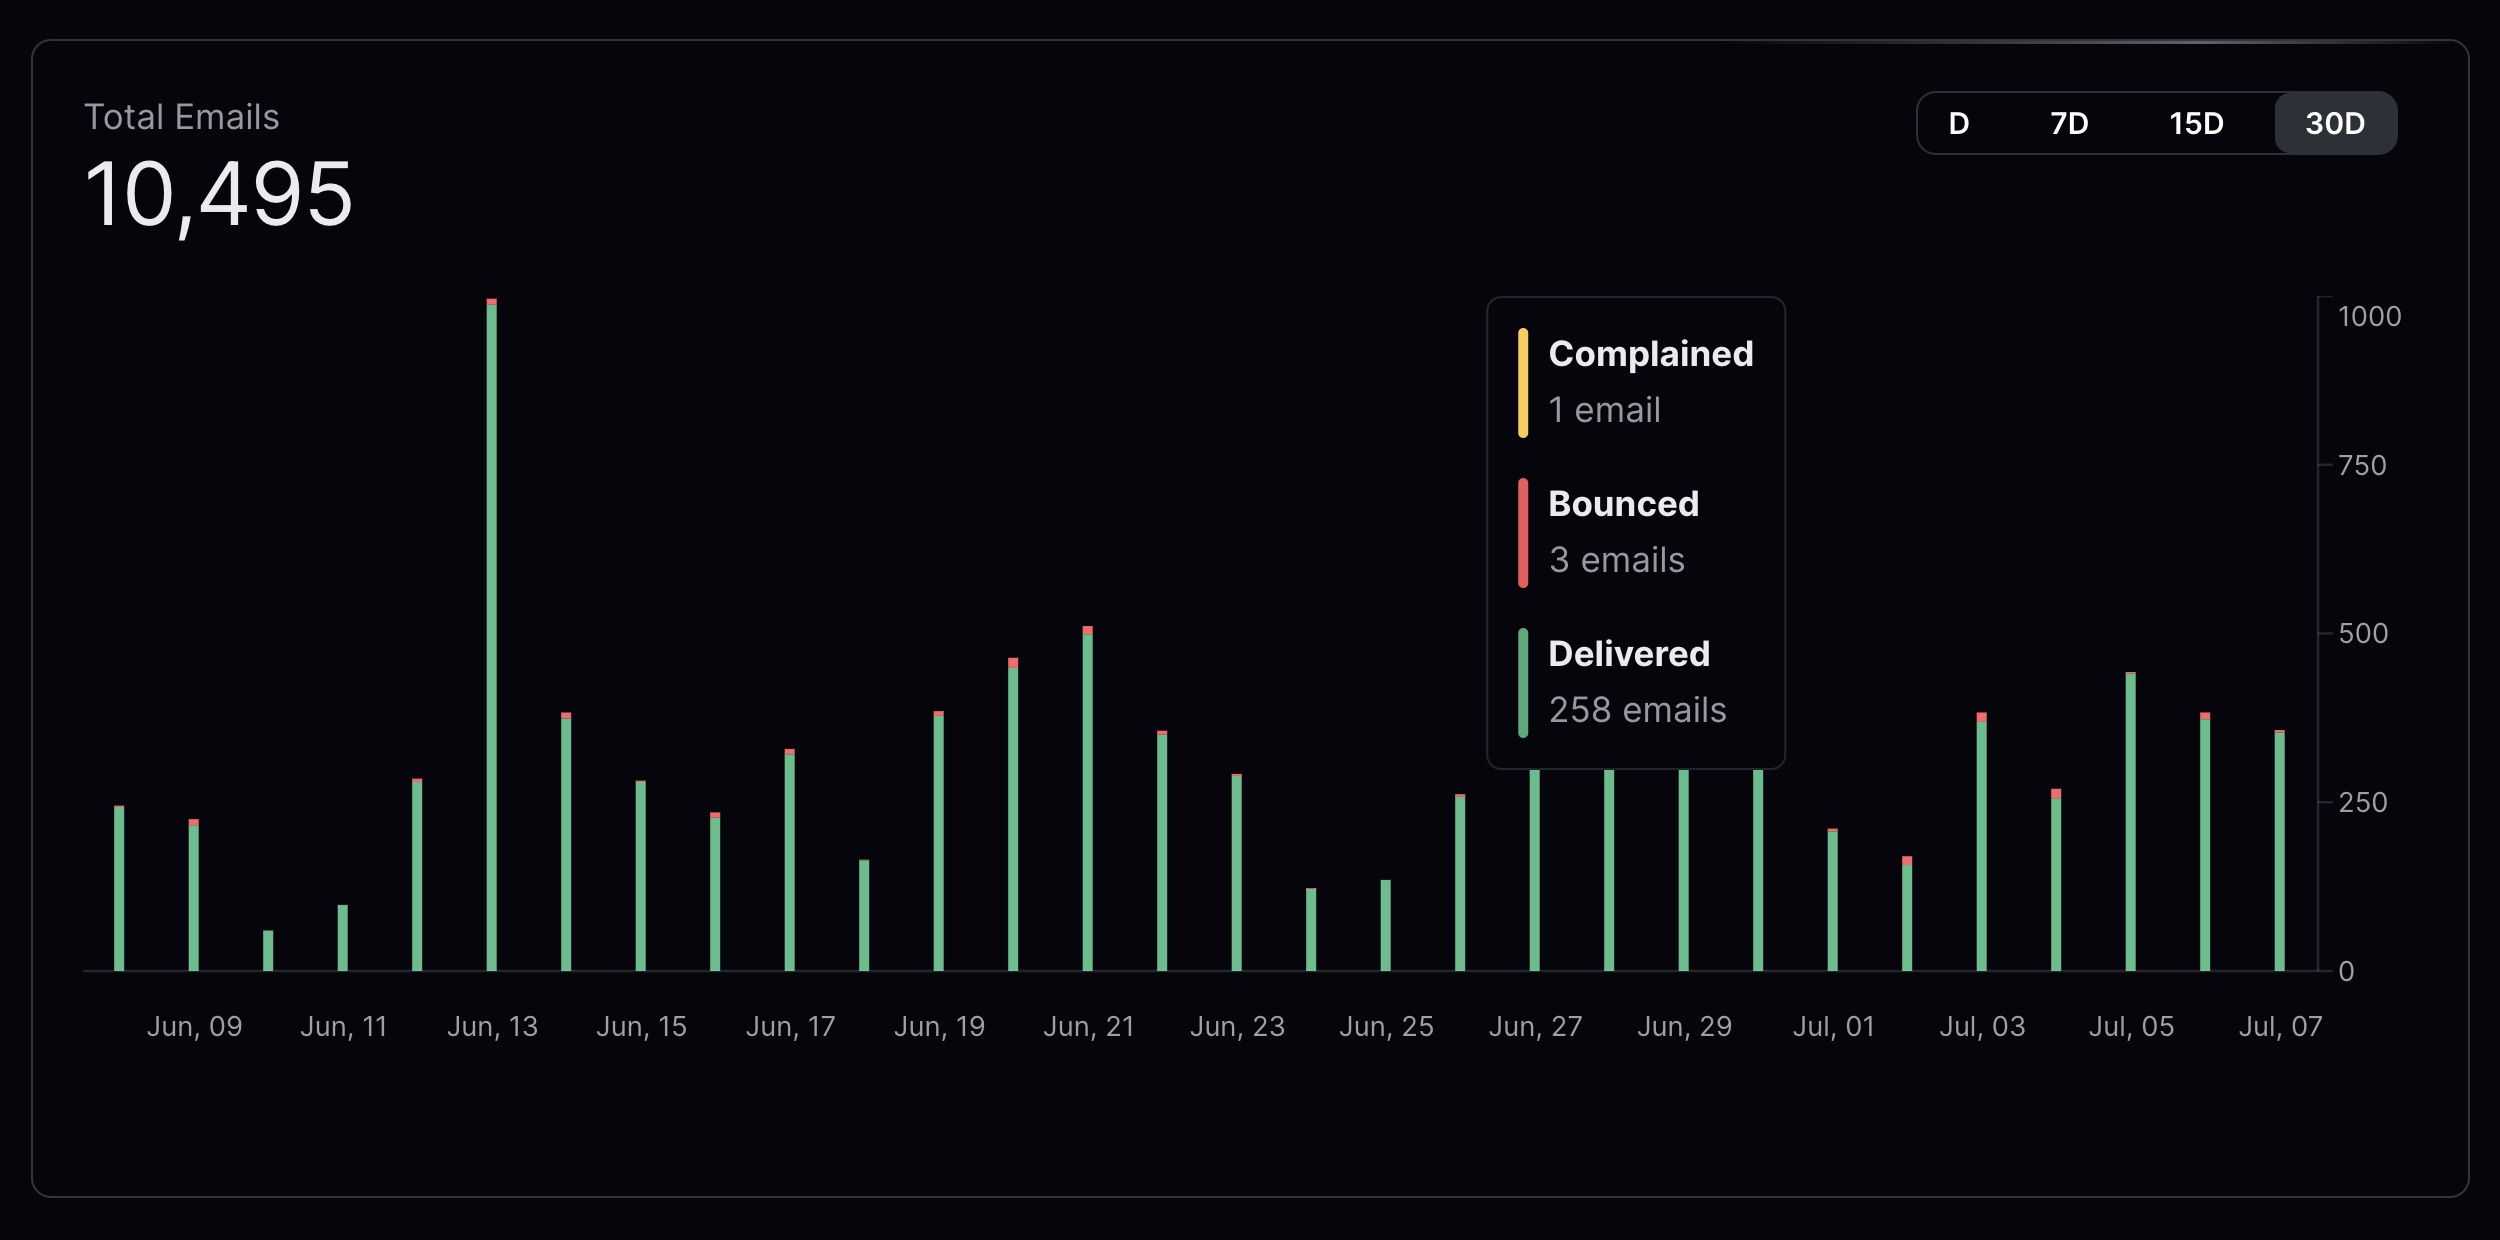 Total Emails
10,495
D 7D 15D 30D
Complained
1 email
Bounced
3 emails
Delivered
258 emails
1000
750
500
250
0
Jun, 09 Jun, 11 Jun, 13 Jun, 15 Jun, 17 Jun, 19 Jun, 21 Jun, 23 Jun, 25 Jun, 27 Jun, 29 Jul, 01 Jul, 03 Jul, 05 Jul, 07